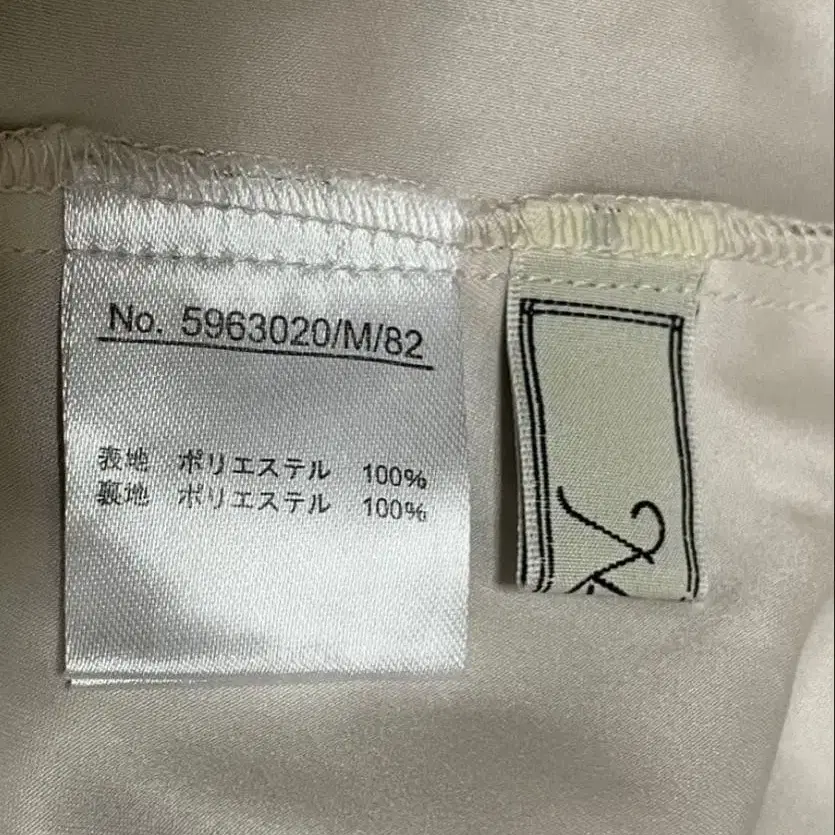 No. 5963020/M/82
表地 ポリエステル 100%
裏地 ポリエステル 100%